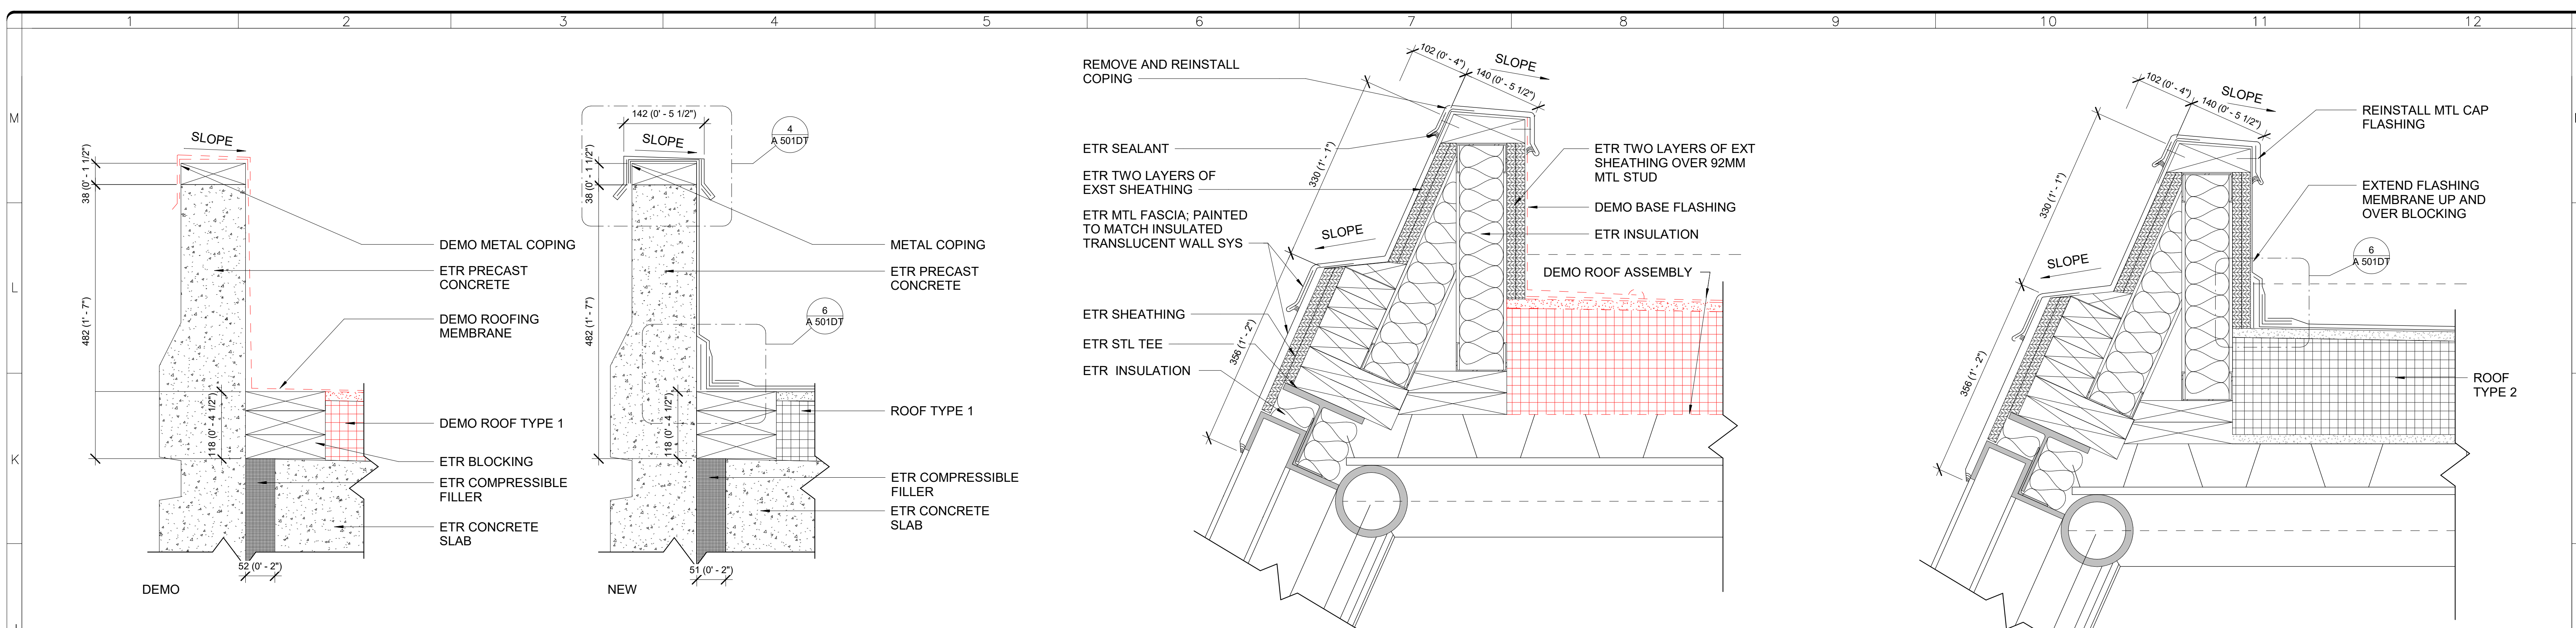 1
2
3
4
5
6
7
8
9
10
11
12
M
L
K
SLOPE
38 (0' - 1 1/2")
482 (1' - 7")
118 (0' - 4 1/2")
52 (0' - 2")
DEMO METAL COPING
ETR PRECAST
CONCRETE
DEMO ROOFING
MEMBRANE
DEMO ROOF TYPE 1
ETR BLOCKING
ETR COMPRESSIBLE
FILLER
ETR CONCRETE
SLAB
DEMO
142 (0' - 5 1/2")
SLOPE
4
A 501DT
38 (0' - 1 1/2")
482 (1' - 7")
118 (0' - 4 1/2")
51 (0' - 2")
METAL COPING
ETR PRECAST
CONCRETE
6
A 501DT
ROOF TYPE 1
ETR COMPRESSIBLE
FILLER
ETR CONCRETE
SLAB
NEW
REMOVE AND REINSTALL
COPING
ETR SEALANT
ETR TWO LAYERS OF
EXST SHEATHING
ETR MTL FASCIA; PAINTED
TO MATCH INSULATED
TRANSLUCENT WALL SYS
ETR SHEATHING
ETR STL TEE
ETR INSULATION
102 (0' - 4")
140 (0' - 5 1/2")
SLOPE
330 (1' - 1")
SLOPE
356 (1' - 2")
ETR TWO LAYERS OF EXT
SHEATHING OVER 92MM
MTL STUD
DEMO BASE FLASHING
ETR INSULATION
DEMO ROOF ASSEMBLY
102 (0' - 4")
140 (0' - 5 1/2")
SLOPE
330 (1' - 1")
SLOPE
356 (1' - 2")
REINSTALL MTL CAP
FLASHING
EXTEND FLASHING
MEMBRANE UP AND
OVER BLOCKING
6
A 501DT
ROOF
TYPE 2